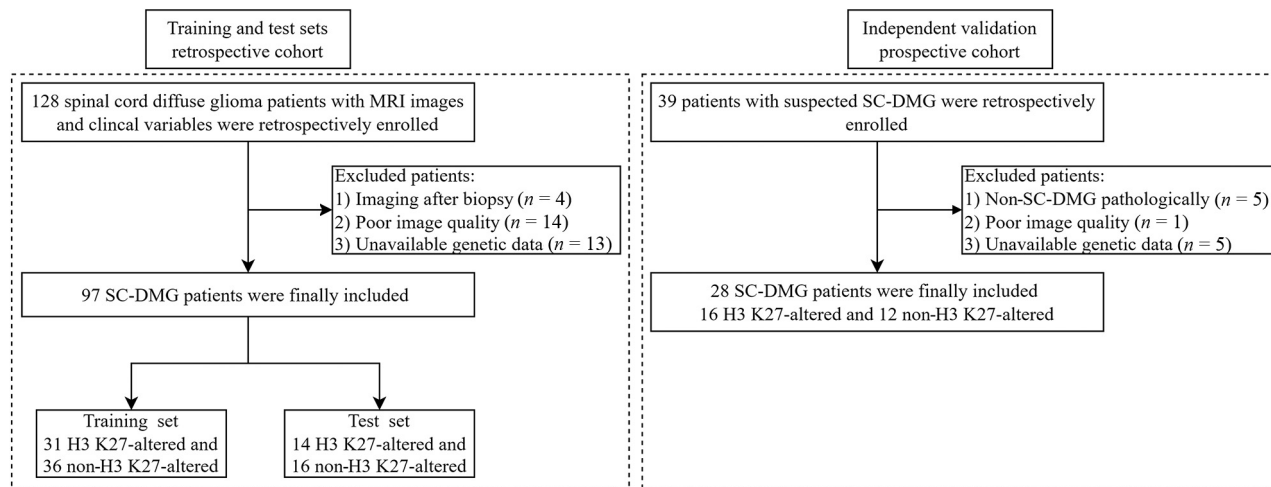 Training and test sets
retrospective cohort
128 spinal cord diffuse glioma patients with MRI images
and clincal variables were retrospectively enrolled
Excluded patients:
1) Imaging after biopsy (n = 4)
2) Poor image quality (n = 14)
3) Unavailable genetic data (n = 13)
97 SC-DMG patients were finally included
Training set
31 H3 K27-altered and
36 non-H3 K27-altered
Test set
14 H3 K27-altered and
16 non-H3 K27-altered
Independent validation
prospective cohort
39 patients with suspected SC-DMG were retrospectively
enrolled
Excluded patients:
1) Non-SC-DMG pathologically (n = 5)
2) Poor image quality (n = 1)
3) Unavailable genetic data (n = 5)
28 SC-DMG patients were finally included
16 H3 K27-altered and 12 non-H3 K27-altered